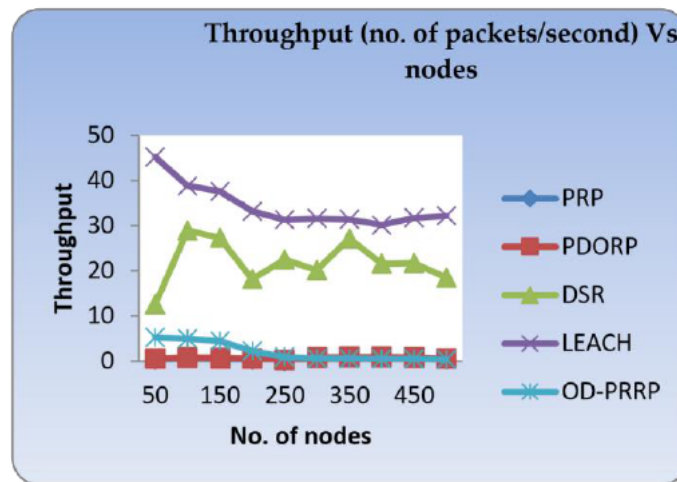 Throughput (no. of packets/second) Vs
nodes
50
40
30
20
10
0
Throughput
50 150 250 350 450
No. of nodes
PRP
PDORP
DSR
LEACH
OD-PRRP